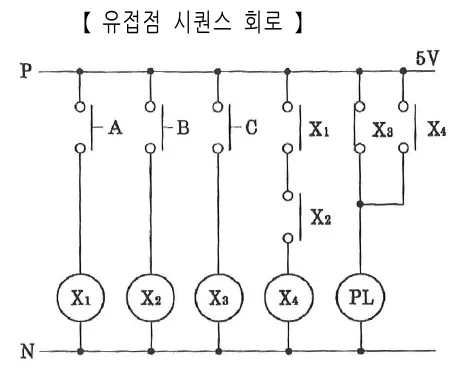 【 유접점 시퀀스 회로 】
P 5V
A B C X₁ X₃ X₄
X₂
X₁ X₂ X₃ X₄ PL
N